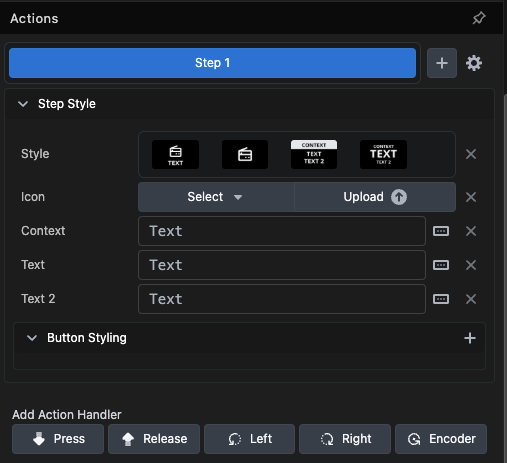 Actions
Step 1
Step Style
Style
TEXT
CONTEXT
TEXT
TEXT 2
CONTEXT
TEXT
TEXT 2
Icon Select Upload
Context Text
Text Text
Text 2 Text
Button Styling
Add Action Handler
Press Release Left Right Encoder